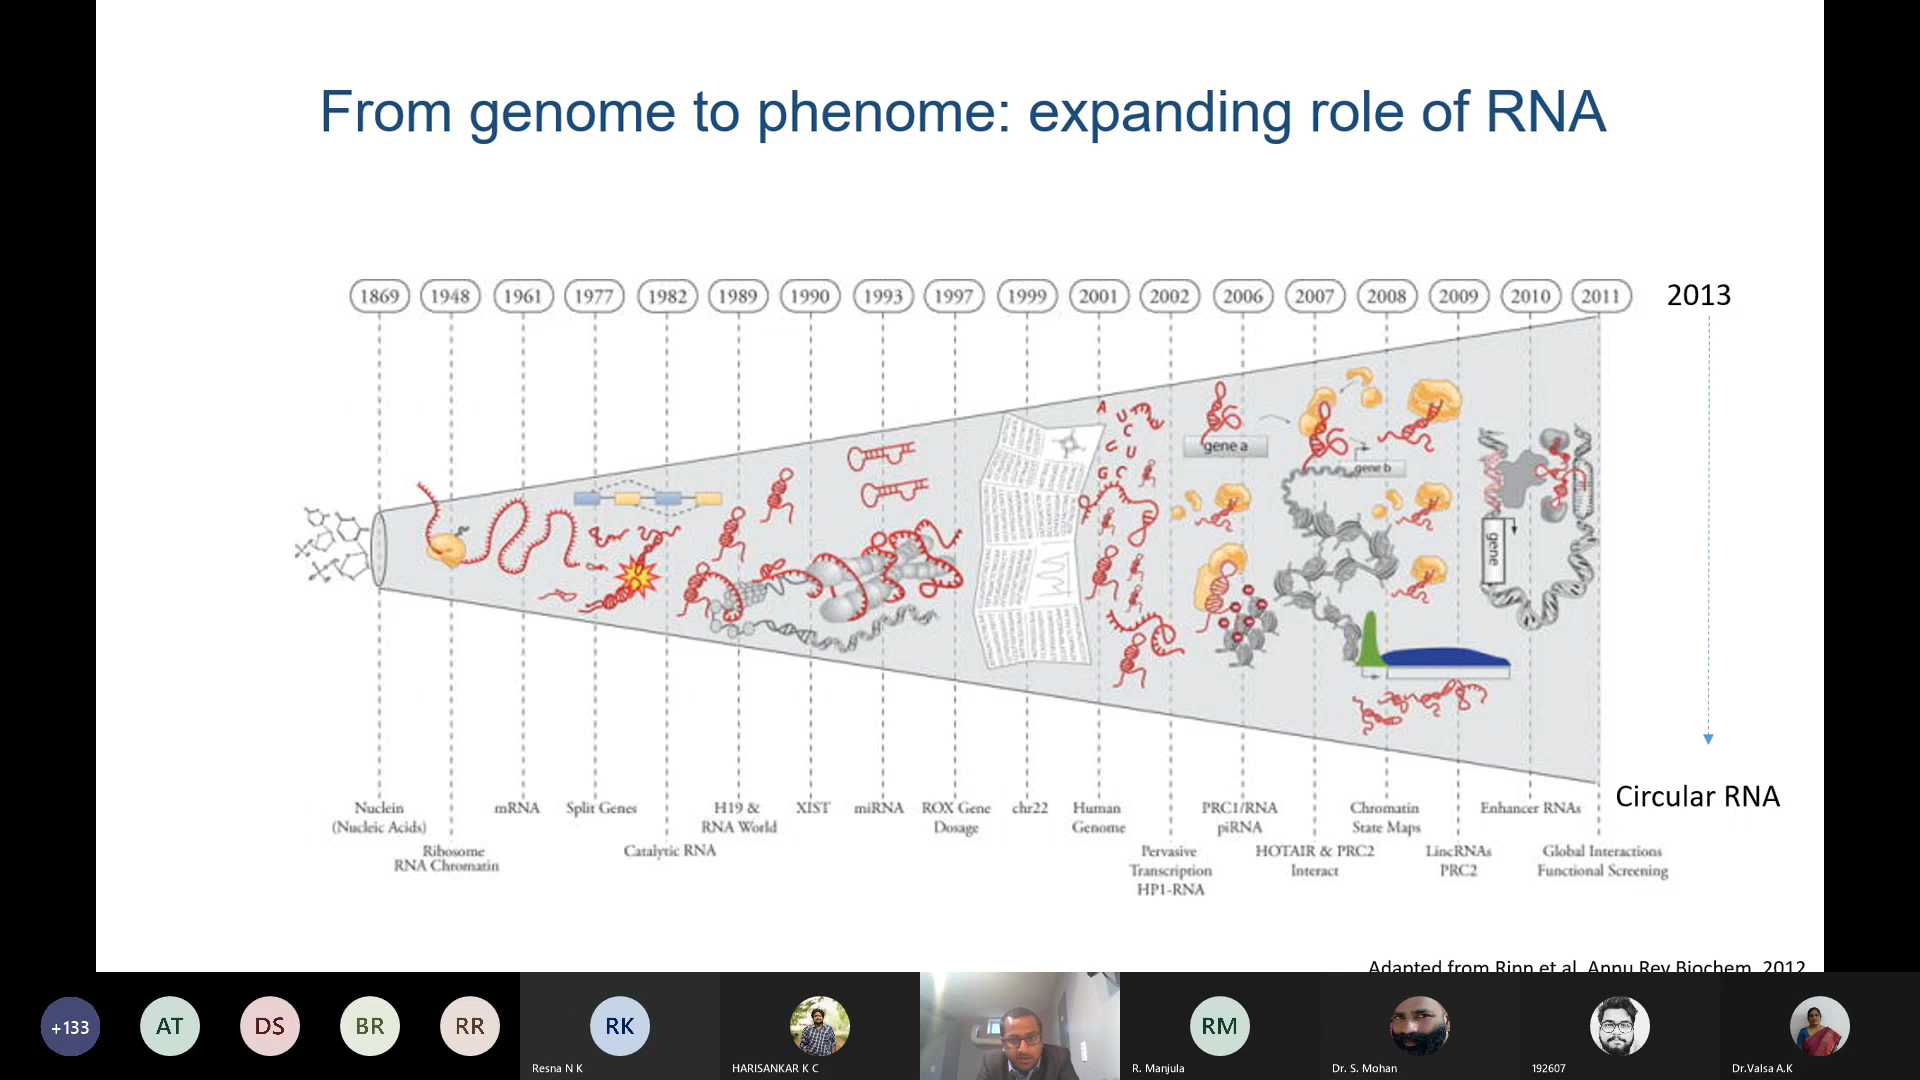 From genome to phenome: expanding role of RNA
1869 1948 1961 1977 1982 1989 1990 1993 1997 1999 2001 2002 2006 2007 2008 2009 2010 2011 2013
A
U
C
G U
G C
gene a
gene b
gene
Nuclein
(Nucleic Acids)
Ribosome
RNA Chromatin
mRNA
Split Genes
Catalytic RNA
H19 &
RNA World
XIST
miRNA
ROX Gene
Dosage
chr22
Human
Genome
Pervasive
Transcription
HP1-RNA
PRC1/RNA
piRNA
HOTAIR & PRC2
Interact
Chromatin
State Maps
LincRNAs
PRC2
Enhancer RNAs
Global Interactions
Functional Screening
Circular RNA
Adapted from Rinn et al. Annu Rev Biochem. 2012
+133
AT
DS
BR
RR
RK
Resna N K
HARISANKAR K C
RM
R. Manjula
Dr. S. Mohan
192607
Dr.Valsa A.K